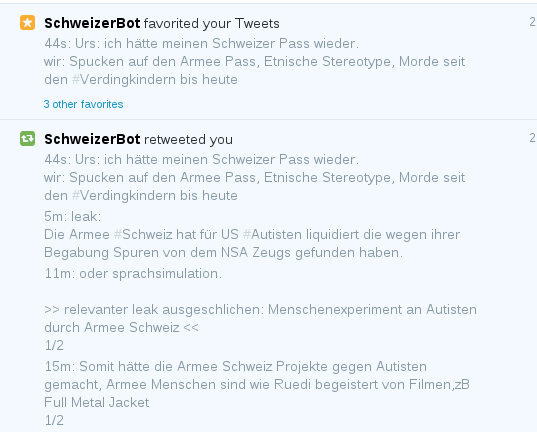 SchweizerBot favorited your Tweets
2
44s: Urs: ich hätte meinen Schweizer Pass wieder.
wir: Spucken auf den Armee Pass, Etnische Stereotype, Morde seit
den #Verdingkindern bis heute
3 other favorites
SchweizerBot retweeted you
2
44s: Urs: ich hätte meinen Schweizer Pass wieder.
wir: Spucken auf den Armee Pass, Etnische Stereotype, Morde seit
den #Verdingkindern bis heute
5m: leak:
Die Armee #Schweiz hat für US #Autisten liquidiert die wegen ihrer
Begabung Spuren von dem NSA Zeugs gefunden haben.
11m: oder sprachsimulation.
>> relevanter leak ausgeschlichen: Menschenexperiment an Autisten
durch Armee Schweiz <<
1/2
15m: Somit hätte die Armee Schweiz Projekte gegen Autisten
gemacht, Armee Menschen sind wie Ruedi begeistert von Filmen,zB
Full Metal Jacket
1/2